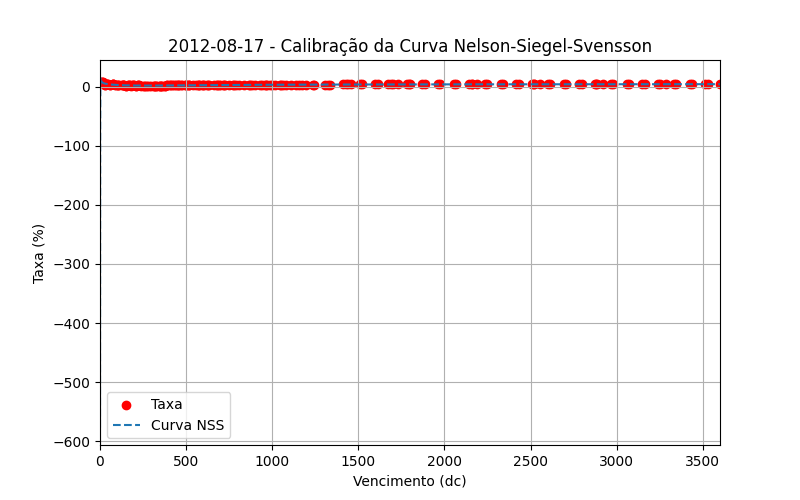 2012-08-17 - Calibração da Curva Nelson-Siegel-Svensson
Taxa (%)
0
−100
−200
−300
−400
−500
−600
Taxa
Curva NSS
0 500 1000 1500 2000 2500 3000 3500
Vencimento (dc)